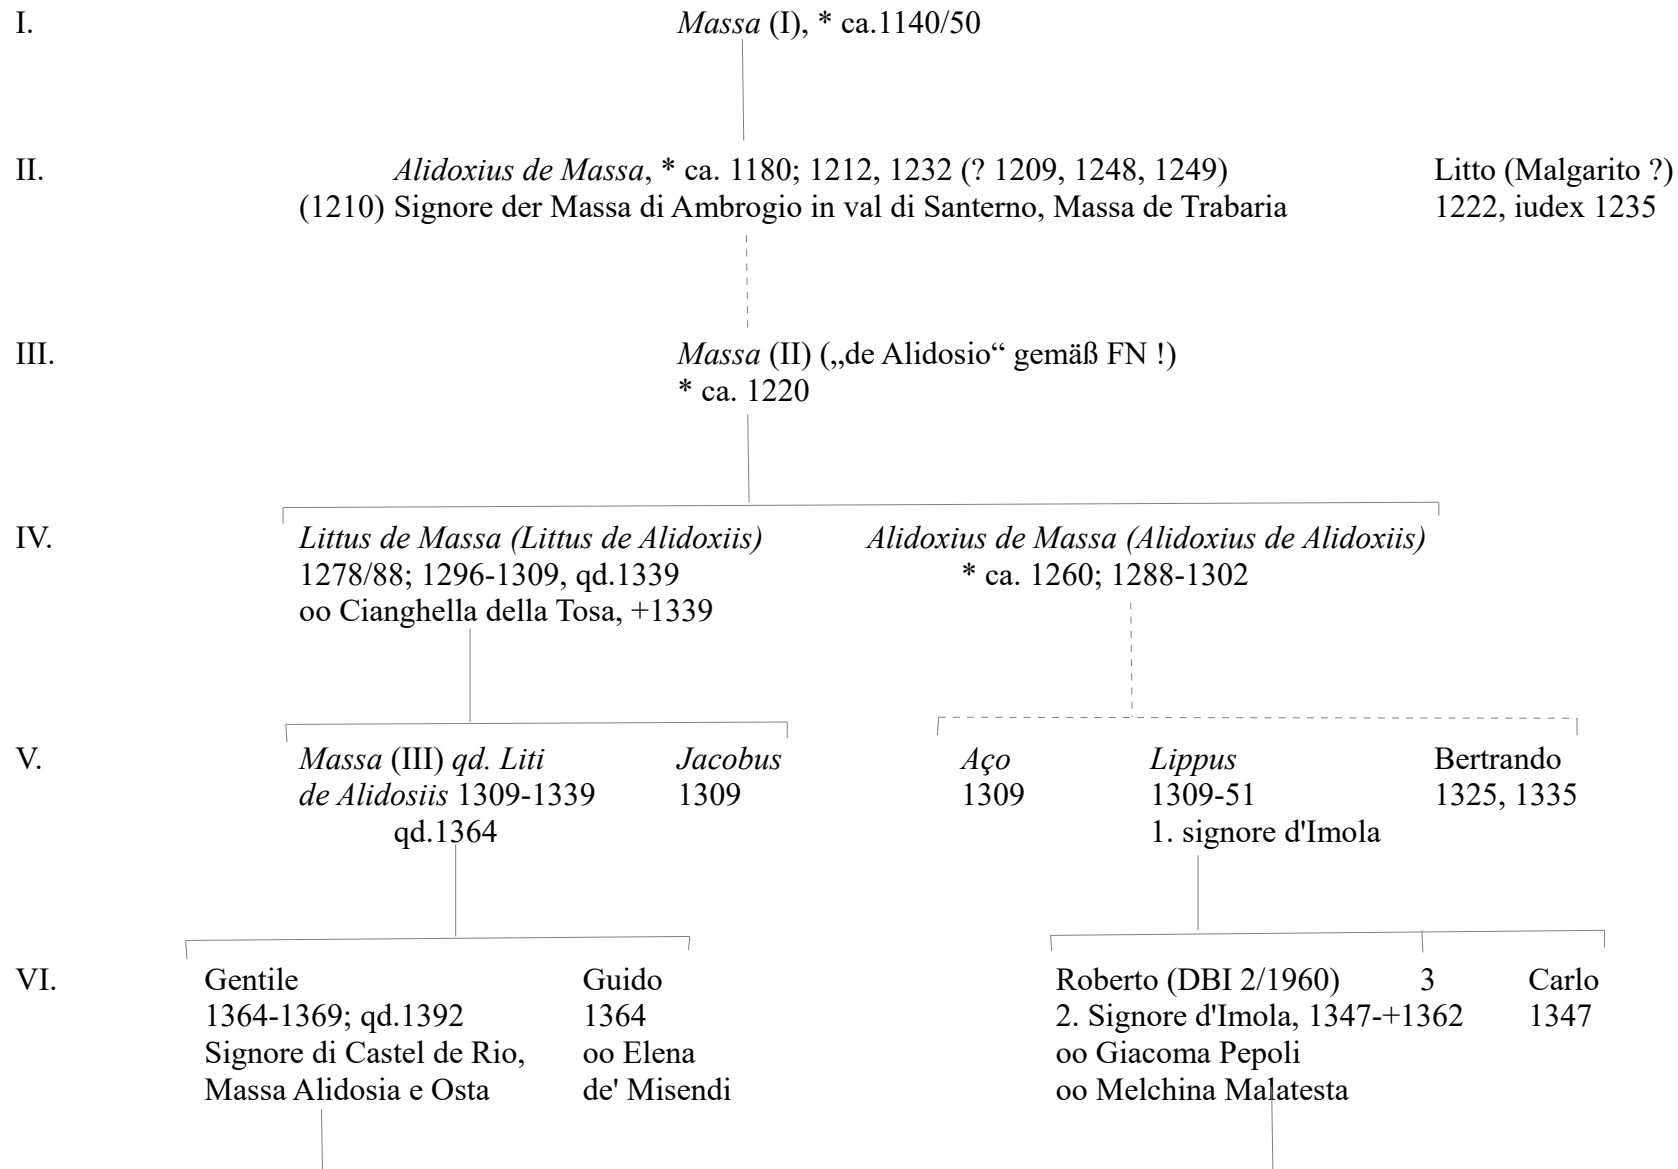 I. Massa (I), * ca.1140/50
II. Alidoxius de Massa, * ca. 1180; 1212, 1232 (? 1209, 1248, 1249) Litto (Malgarito ?)
(1210) Signore der Massa di Ambrogio in val di Santerno, Massa de Trabaria 1222, iudex 1235
III. Massa (II) („de Alidosio“ gemäß FN !)
* ca. 1220
IV. Littus de Massa (Littus de Alidoxiis) Alidoxius de Massa (Alidoxius de Alidoxiis)
1278/88; 1296-1309, qd.1339 * ca. 1260; 1288-1302
oo Cianghella della Tosa, +1339
V. Massa (III) qd. Liti Jacobus Aço Lippus Bertrando
de Alidosiis 1309-1339 1309 1309 1309-51 1325, 1335
qd.1364 1. signore d'Imola
VI. Gentile Guido Roberto (DBI 2/1960) 3 Carlo
1364-1369; qd.1392 1364 2. Signore d'Imola, 1347-+1362 1347
Signore di Castel de Rio, oo Elena oo Giacoma Pepoli
Massa Alidosia e Osta de' Misendi oo Melchina Malatesta